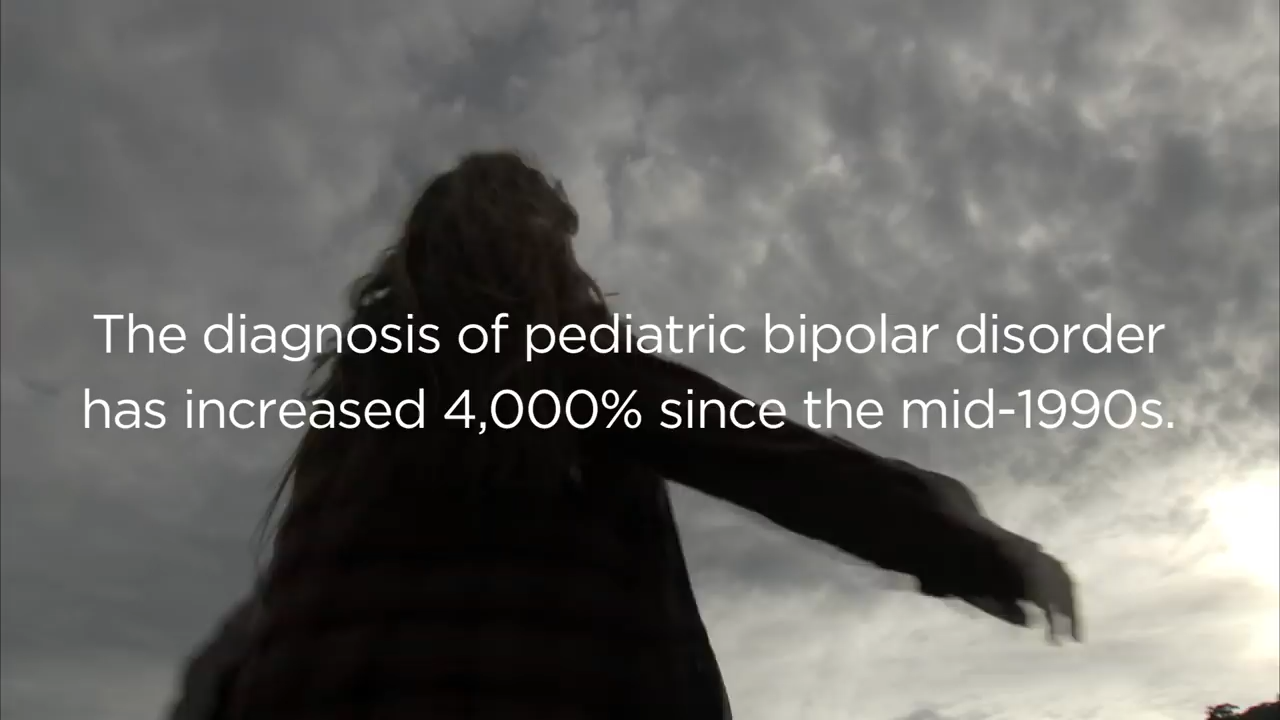 The diagnosis of pediatric bipolar disorder
has increased 4,000% since the mid-1990s.